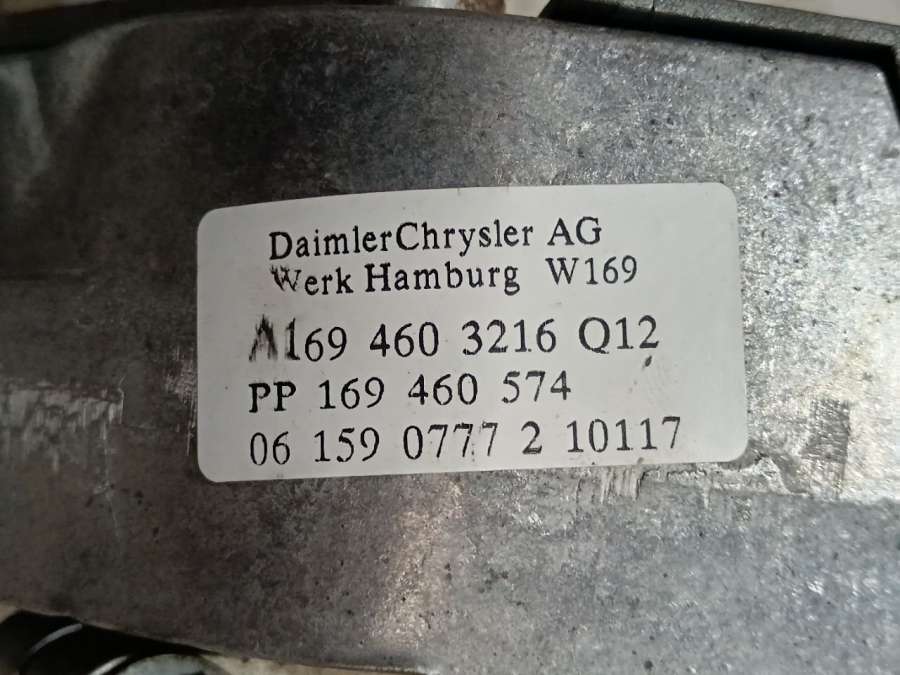 DaimlerChrysler AG
Werk Hamburg W169
A169 460 3216 Q12
PP 169 460 574
06 159 0777 2 10117